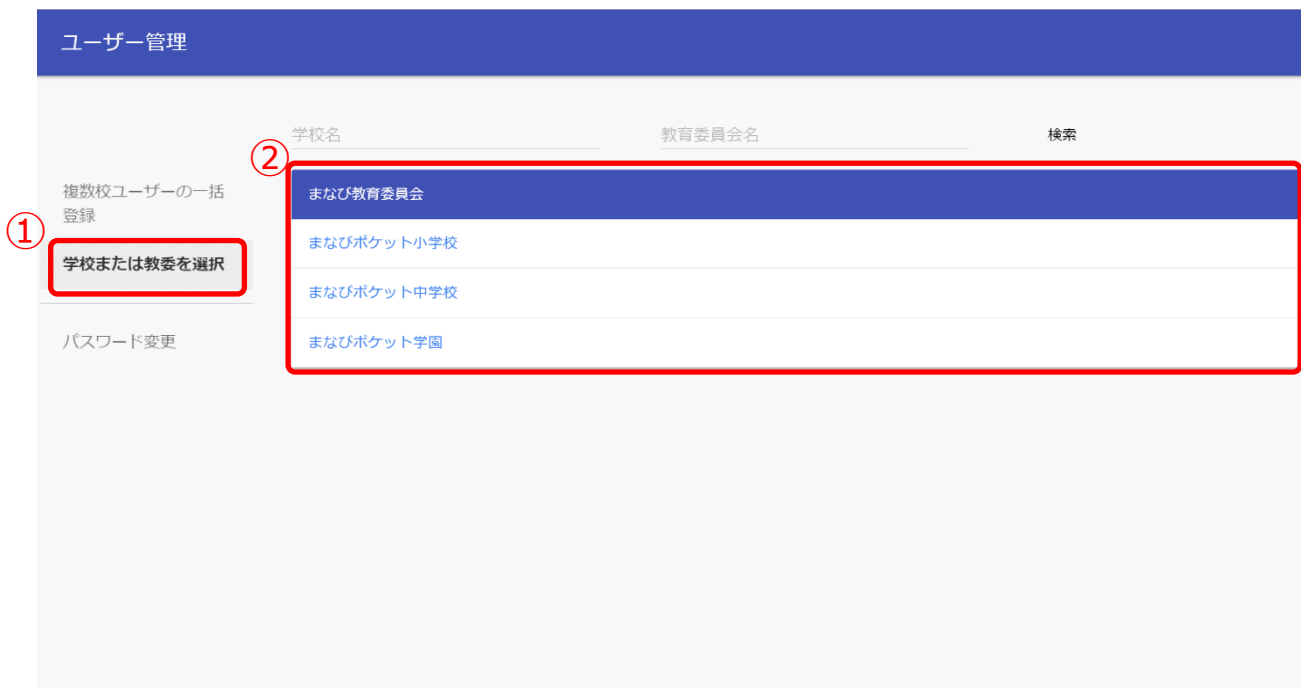 ユーザー管理
学校名 教育委員会名 検索
②
複数校ユーザーの一括
登録
①
学校または教委を選択
パスワード変更
まなび教育委員会
まなびポケット小学校
まなびポケット中学校
まなびポケット学園